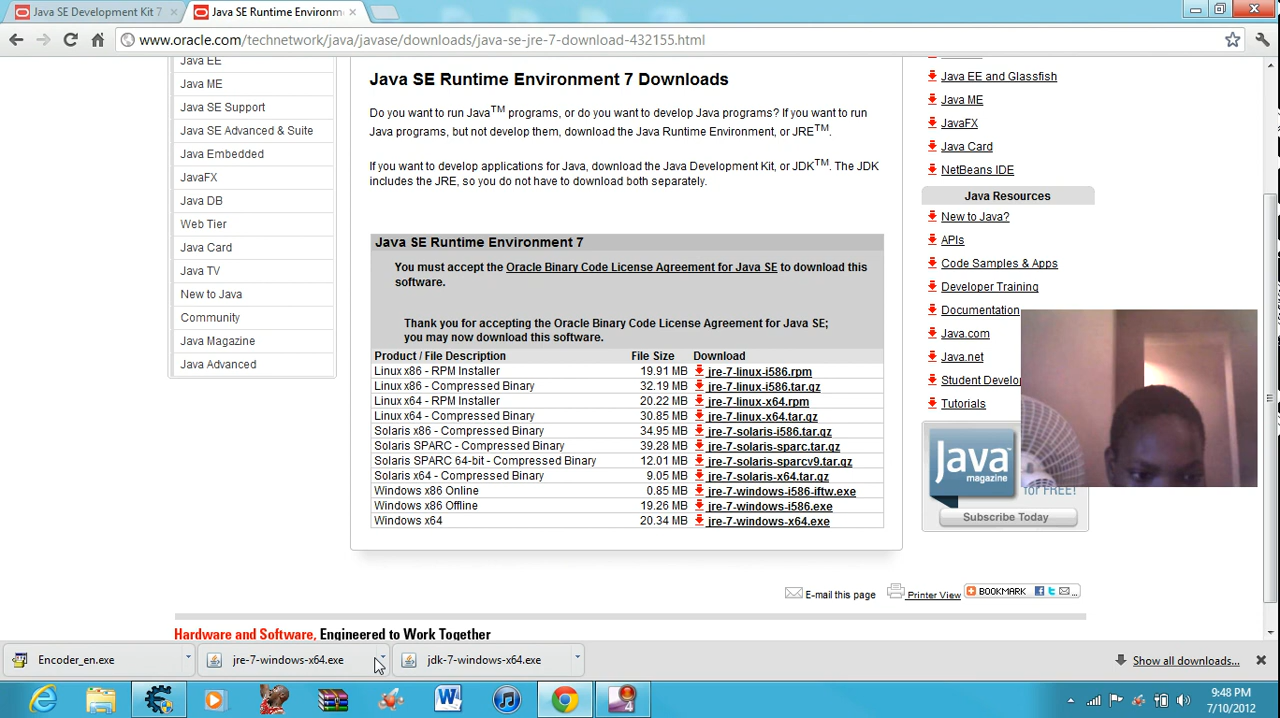 Java SE Development Kit 7
Java SE Runtime Environm
www.oracle.com/technetwork/java/javase/downloads/java-se-jre-7-download-432155.html
Java EE
Java ME
Java SE Support
Java SE Advanced & Suite
Java Embedded
JavaFX
Java DB
Web Tier
Java Card
Java TV
New to Java
Community
Java Magazine
Java Advanced
Java SE Runtime Environment 7 Downloads
Do you want to run Java™ programs, or do you want to develop Java programs? If you want to run
Java programs, but not develop them, download the Java Runtime Environment, or JRE™.
If you want to develop applications for Java, download the Java Development Kit, or JDK™. The JDK
includes the JRE, so you do not have to download both separately.
Java SE Runtime Environment 7
You must accept the Oracle Binary Code License Agreement for Java SE to download this
software.
Thank you for accepting the Oracle Binary Code License Agreement for Java SE;
you may now download this software.
Product / File Description File Size Download
Linux x86 - RPM Installer 19.91 MB jre-7-linux-i586.rpm
Linux x86 - Compressed Binary 32.19 MB jre-7-linux-i586.tar.gz
Linux x64 - RPM Installer 20.22 MB jre-7-linux-x64.rpm
Linux x64 - Compressed Binary 30.85 MB jre-7-linux-x64.tar.gz
Solaris x86 - Compressed Binary 34.95 MB jre-7-solaris-i586.tar.gz
Solaris SPARC - Compressed Binary 39.28 MB jre-7-solaris-sparc.tar.gz
Solaris SPARC 64-bit - Compressed Binary 12.01 MB jre-7-solaris-sparcv9.tar.gz
Solaris x64 - Compressed Binary 9.05 MB jre-7-solaris-x64.tar.gz
Windows x86 Online 0.85 MB jre-7-windows-i586-iftw.exe
Windows x86 Offline 19.26 MB jre-7-windows-i586.exe
Windows x64 20.34 MB jre-7-windows-x64.exe
Java EE and Glassfish
Java ME
JavaFX
Java Card
NetBeans IDE
Java Resources
New to Java?
APIs
Code Samples & Apps
Developer Training
Documentation
Java.com
Java.net
Student Develo
Tutorials
Java
magazine
for FREE!
Subscribe Today
E-mail this page Printer View BOOKMARK
Hardware and Software, Engineered to Work Together
Encoder_en.exe jre-7-windows-x64.exe jdk-7-windows-x64.exe Show all downloads...
4
9:48 PM
7/10/2012